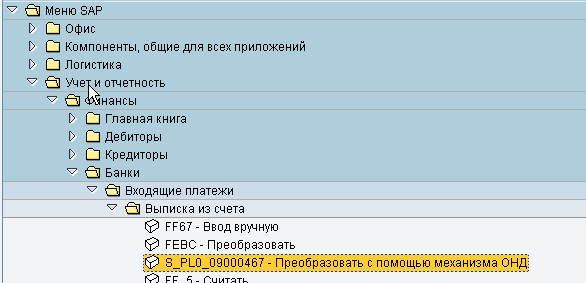 Меню SAP
Офис
Компоненты, общие для всех приложений
Логистика
Учет и отчетность
Финансы
Главная книга
Дебиторы
Кредиторы
Банки
Входящие платежи
Выписка из счета
FF67 - Ввод вручную
FEBC - Преобразовать
S_PL0_09000467 - Преобразовать с помощью механизма ОНД
FF_5 - Считать